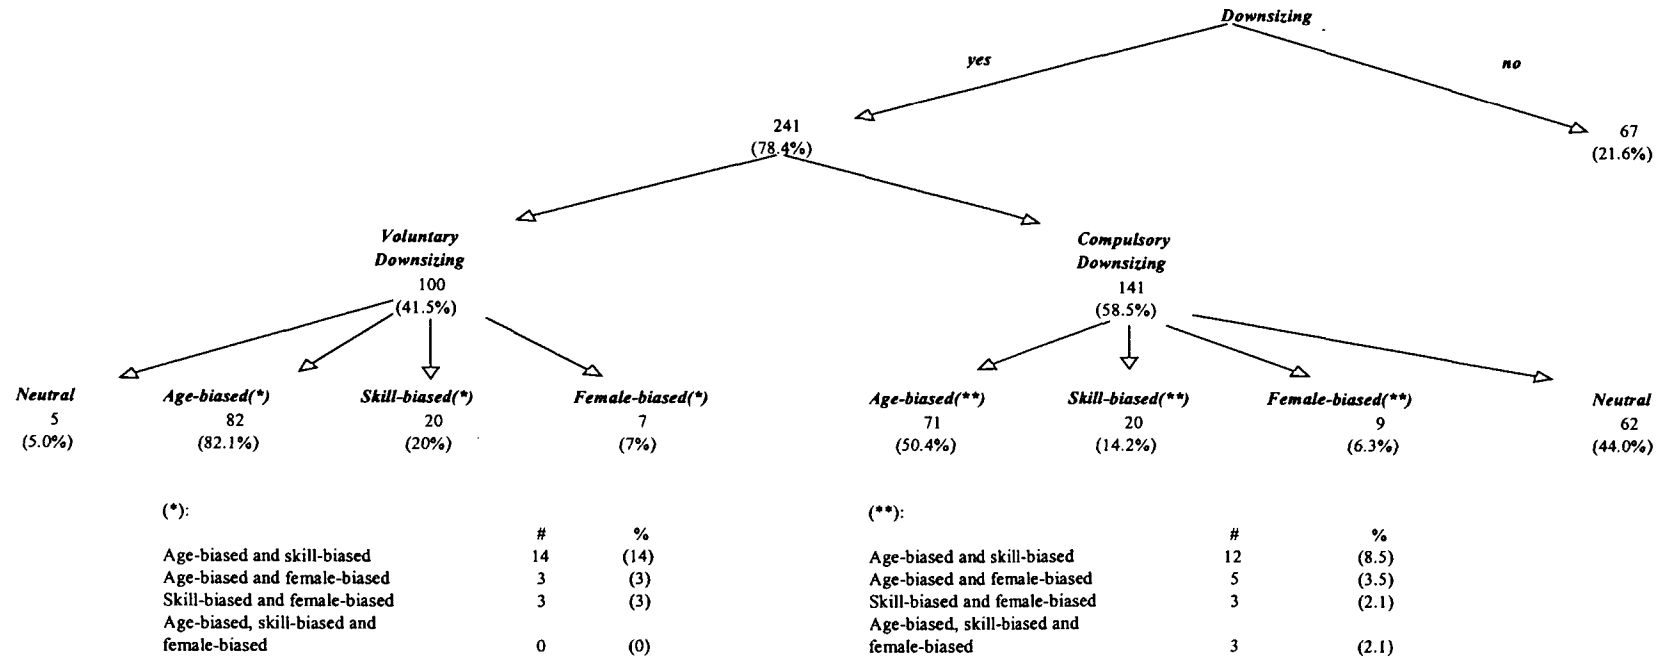 Downsizing
yes
no
241
(78.4%)
67
(21.6%)
Voluntary
Downsizing
100
(41.5%)
Compulsory
Downsizing
141
(58.5%)
Neutral
5
(5.0%)
Age-biased(*)
82
(82.1%)
Skill-biased(*)
20
(20%)
Female-biased(*)
7
(7%)
Age-biased(**)
71
(50.4%)
Skill-biased(**)
20
(14.2%)
Female-biased(**)
9
(6.3%)
Neutral
62
(44.0%)
(*):
# %
Age-biased and skill-biased 14 (14)
Age-biased and female-biased 3 (3)
Skill-biased and female-biased 3 (3)
Age-biased, skill-biased and
female-biased 0 (0)
(**):
# %
Age-biased and skill-biased 12 (8.5)
Age-biased and female-biased 5 (3.5)
Skill-biased and female-biased 3 (2.1)
Age-biased, skill-biased and
female-biased 3 (2.1)